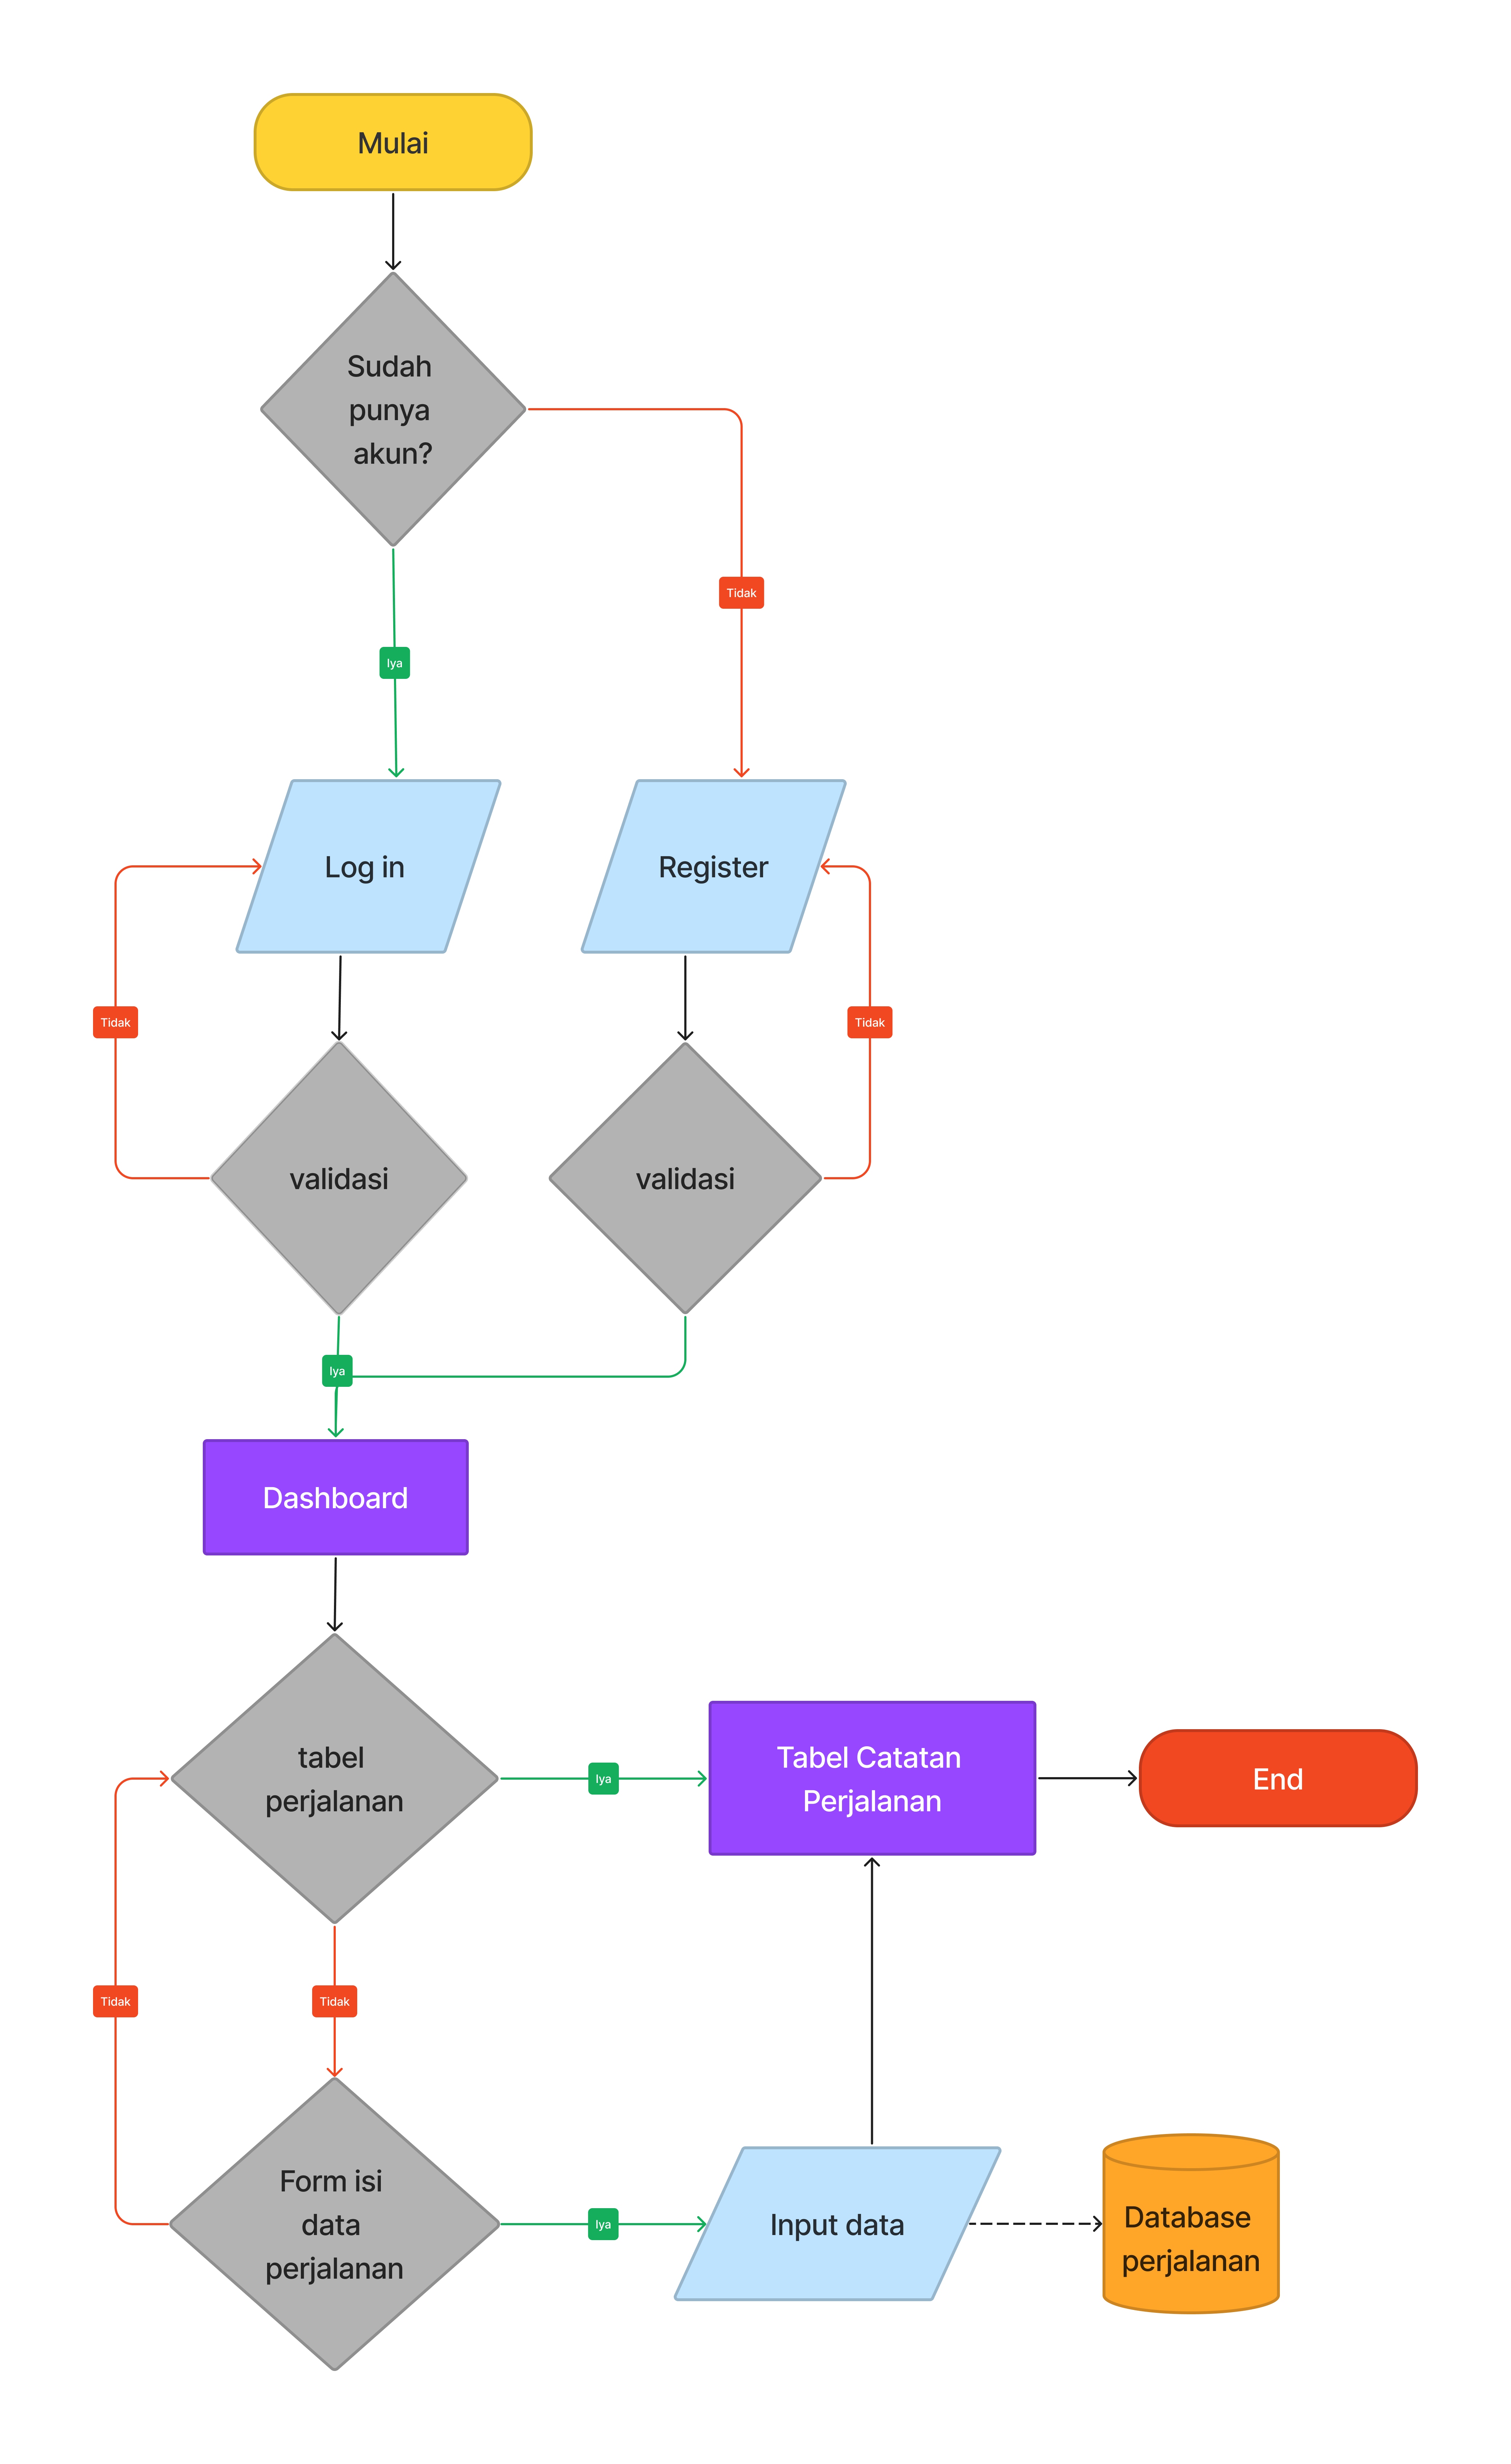 Mulai
Sudah
punya
akun?
Tidak
Iya
Log in
Register
Tidak
Tidak
validasi
validasi
Iya
Dashboard
tabel
perjalanan
Iya
Tabel Catatan
Perjalanan
End
Tidak
Tidak
Form isi
data
perjalanan
Iya
Input data
Database
perjalanan